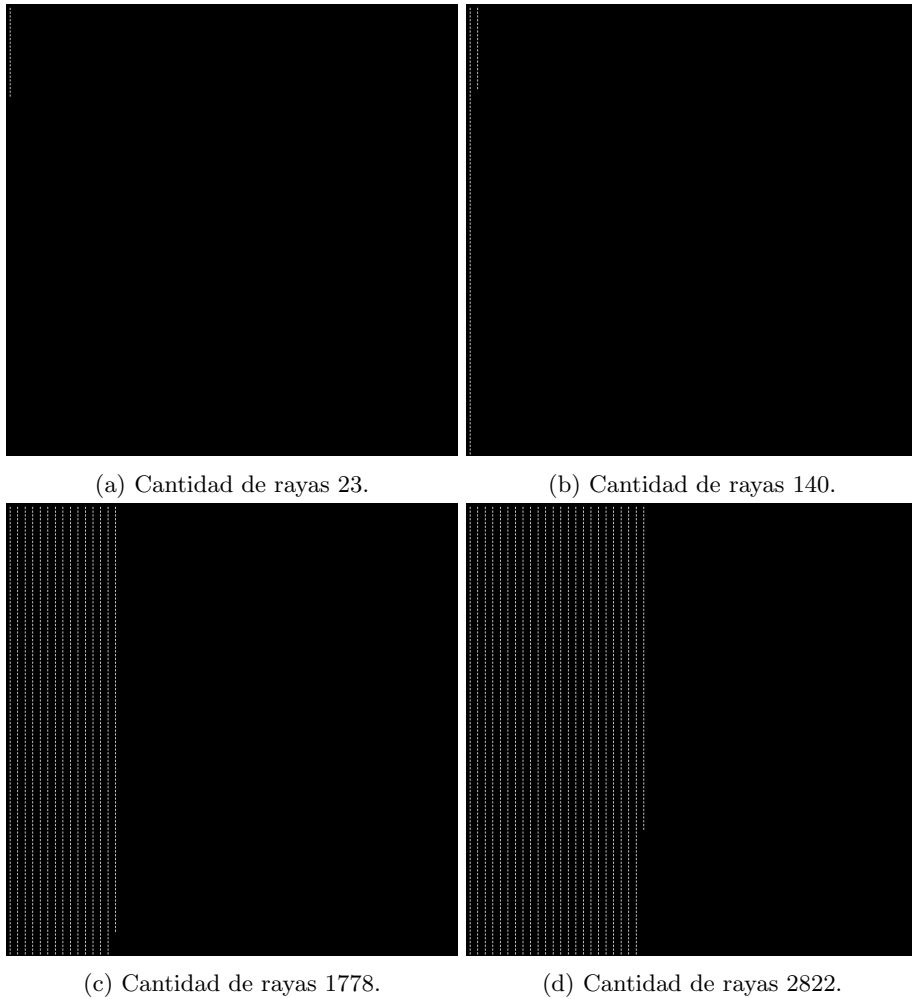 (a) Cantidad de rayas 23.
(b) Cantidad de rayas 140.
(c) Cantidad de rayas 1778.
(d) Cantidad de rayas 2822.